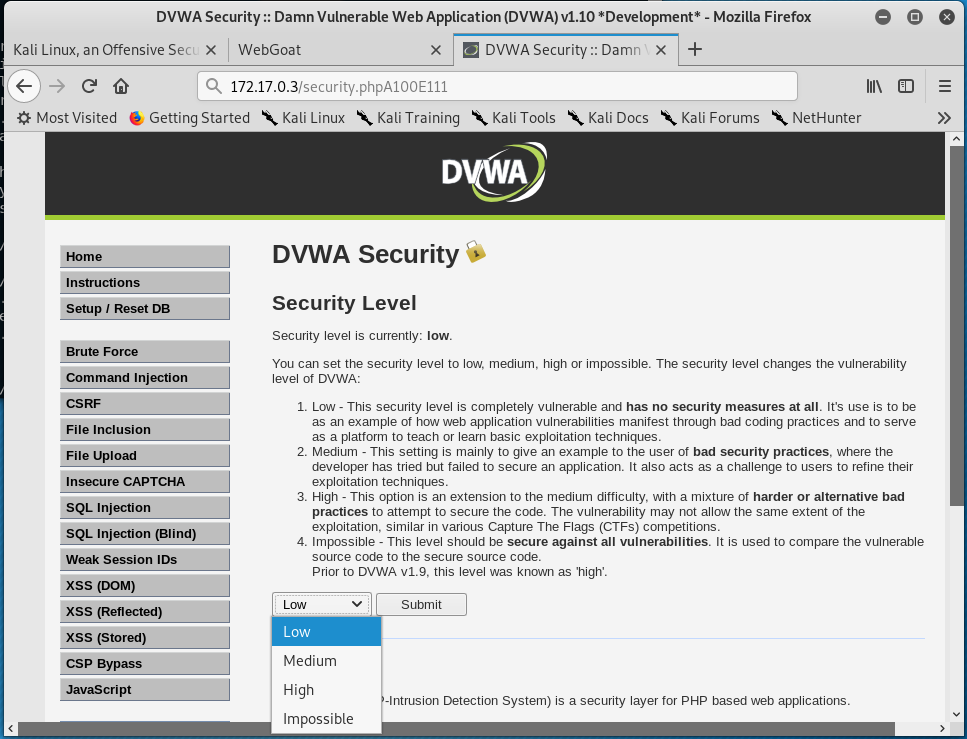 DVWA Security :: Damn Vulnerable Web Application (DVWA) v1.10 *Development* - Mozilla Firefox
Kali Linux, an Offensive Secu
WebGoat
DVWA Security :: Damn V
172.17.0.3/security.phpA100E111
Most Visited
Getting Started
Kali Linux
Kali Training
Kali Tools
Kali Docs
Kali Forums
NetHunter
DVWA
Home
Instructions
Setup / Reset DB
Brute Force
Command Injection
CSRF
File Inclusion
File Upload
Insecure CAPTCHA
SQL Injection
SQL Injection (Blind)
Weak Session IDs
XSS (DOM)
XSS (Reflected)
XSS (Stored)
CSP Bypass
JavaScript
DVWA Security
Security Level
Security level is currently: low.
You can set the security level to low, medium, high or impossible. The security level changes the vulnerability
level of DVWA:
1. Low - This security level is completely vulnerable and has no security measures at all. It's use is to be
as an example of how web application vulnerabilities manifest through bad coding practices and to serve
as a platform to teach or learn basic exploitation techniques.
2. Medium - This setting is mainly to give an example to the user of bad security practices, where the
developer has tried but failed to secure an application. It also acts as a challenge to users to refine their
exploitation techniques.
3. High - This option is an extension to the medium difficulty, with a mixture of harder or alternative bad
practices to attempt to secure the code. The vulnerability may not allow the same extent of the
exploitation, similar in various Capture The Flags (CTFs) competitions.
4. Impossible - This level should be secure against all vulnerabilities. It is used to compare the vulnerable
source code to the secure source code.
Prior to DVWA v1.9, this level was known as 'high'.
Low
Submit
Low
Medium
High
Impossible
P-Intrusion Detection System) is a security layer for PHP based web applications.